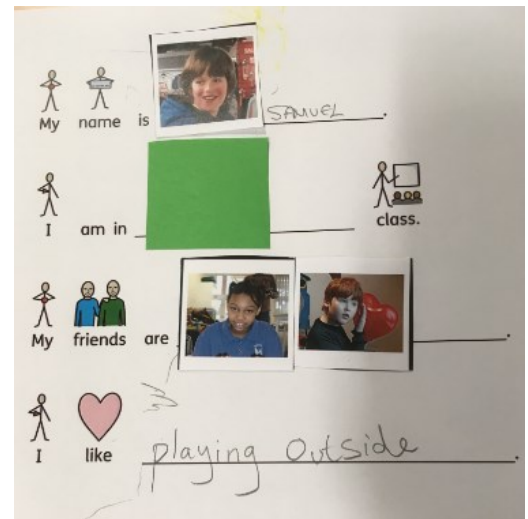 My name is SAMUEL.
I am in class.
My friends are .
I like playing outside.